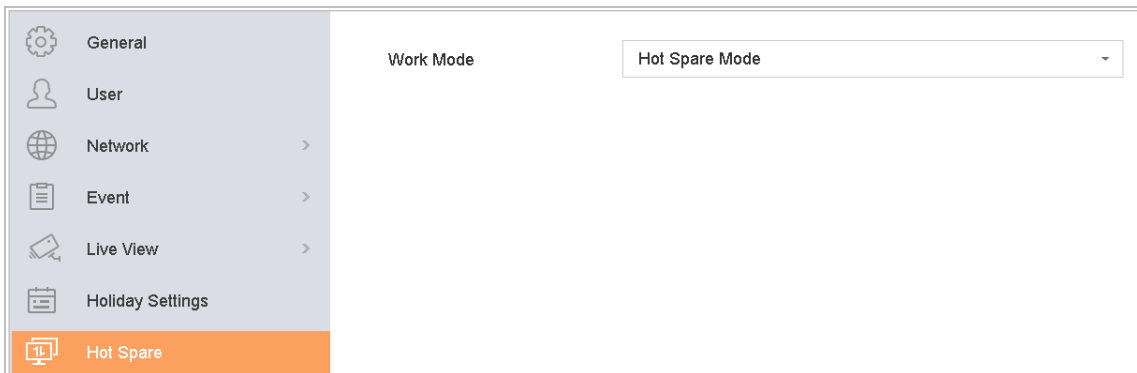 General
User
Network
Event
Live View
Holiday Settings
Hot Spare
Work Mode
Hot Spare Mode